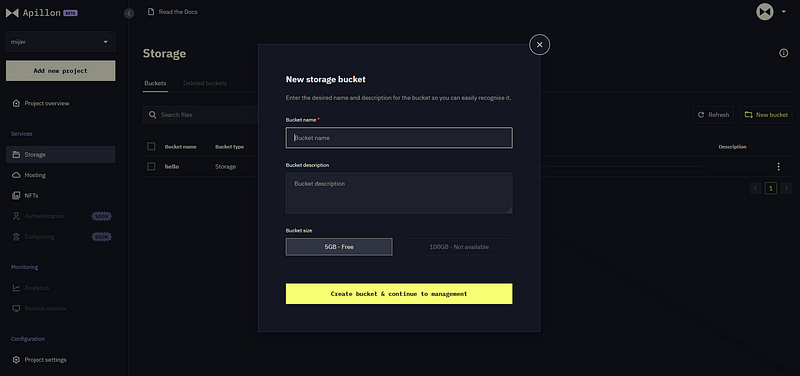 Apillon BETA
Read the Docs
mijav
Add new project
Project overview
Services
Storage
Hosting
NFTs
Authentication
Computing
Monitoring
Analytics
Service monitor
Configuration
Project settings
Storage
Buckets
Deleted buckets
Search files
Refresh
New bucket
Bucket name
Bucket type
Description
hello
Storage
1
New storage bucket
Enter the desired name and description for the bucket so you can easily recognise it.
Bucket name *
Bucket name
Bucket description
Bucket description
Bucket size
5GB - Free
100GB - Not available
Create bucket & continue to management